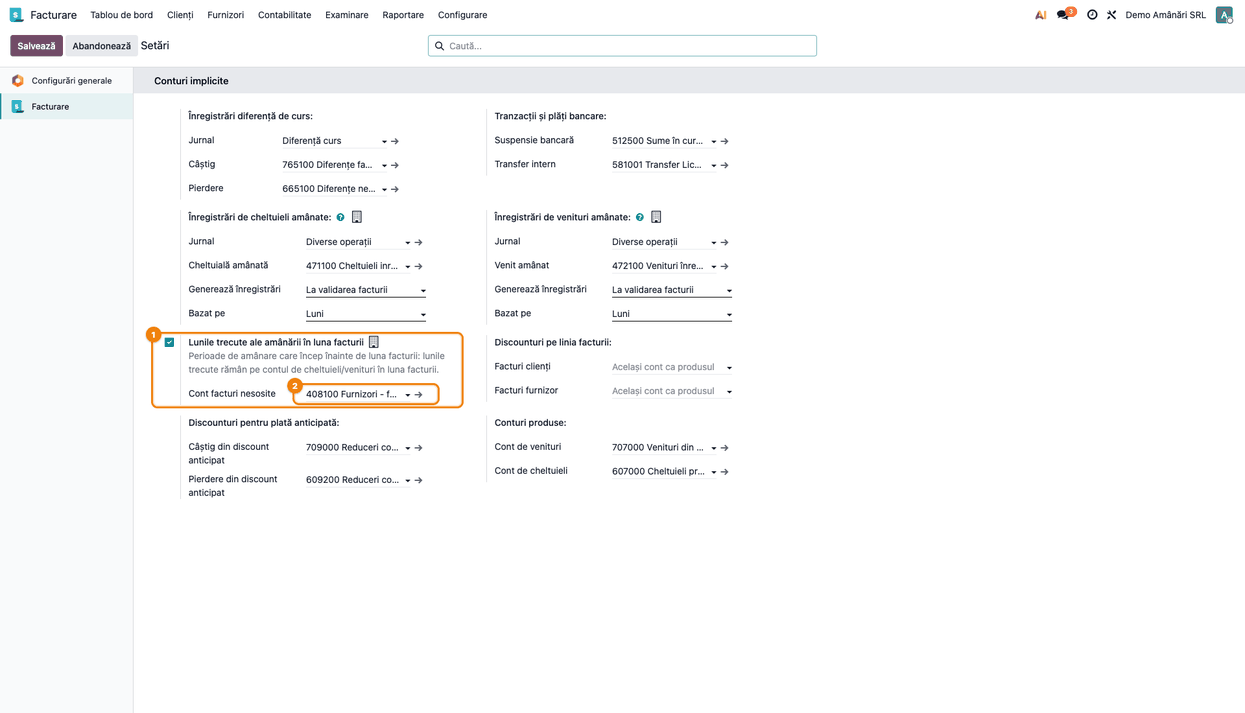 Facturare
Tablou de bord
Clienți
Furnizori
Contabilitate
Examinare
Raportare
Configurare
AI
3
Demo Amânări SRL
A
Salvează
Abandonează
Setări
Caută...
Configurări generale
Facturare
Conturi implicite
Înregistrări diferență de curs:
Jurnal
Diferență curs
Câștig
765100 Diferențe fa...
Pierdere
665100 Diferențe ne...
Tranzacții și plăți bancare:
Suspensie bancară
512500 Sume în cur...
Transfer intern
581001 Transfer Lic...
Înregistrări de cheltuieli amânate: ?
Jurnal
Diverse operații
Cheltuială amânată
471100 Cheltuieli inr...
Generează înregistrări
La validarea facturii
Bazat pe
Luni
Înregistrări de venituri amânate: ?
Jurnal
Diverse operații
Venit amânat
472100 Venituri înre...
Generează înregistrări
La validarea facturii
Bazat pe
Luni
1
Lunile trecute ale amânării în luna facturii
Perioade de amânare care încep înainte de luna facturii: lunile
trecute rămân pe contul de cheltuieli/venituri în luna facturii.
2
Cont facturi nesosite
408100 Furnizori - f...
Discounturi pe linia facturii:
Facturi clienți
Același cont ca produsul
Facturi furnizor
Același cont ca produsul
Discounturi pentru plată anticipată:
Câștig din discount
anticipat
709000 Reduceri co...
Pierdere din discount
anticipat
609200 Reduceri co...
Conturi produse:
Cont de venituri
707000 Venituri din ...
Cont de cheltuieli
607000 Cheltuieli pr...